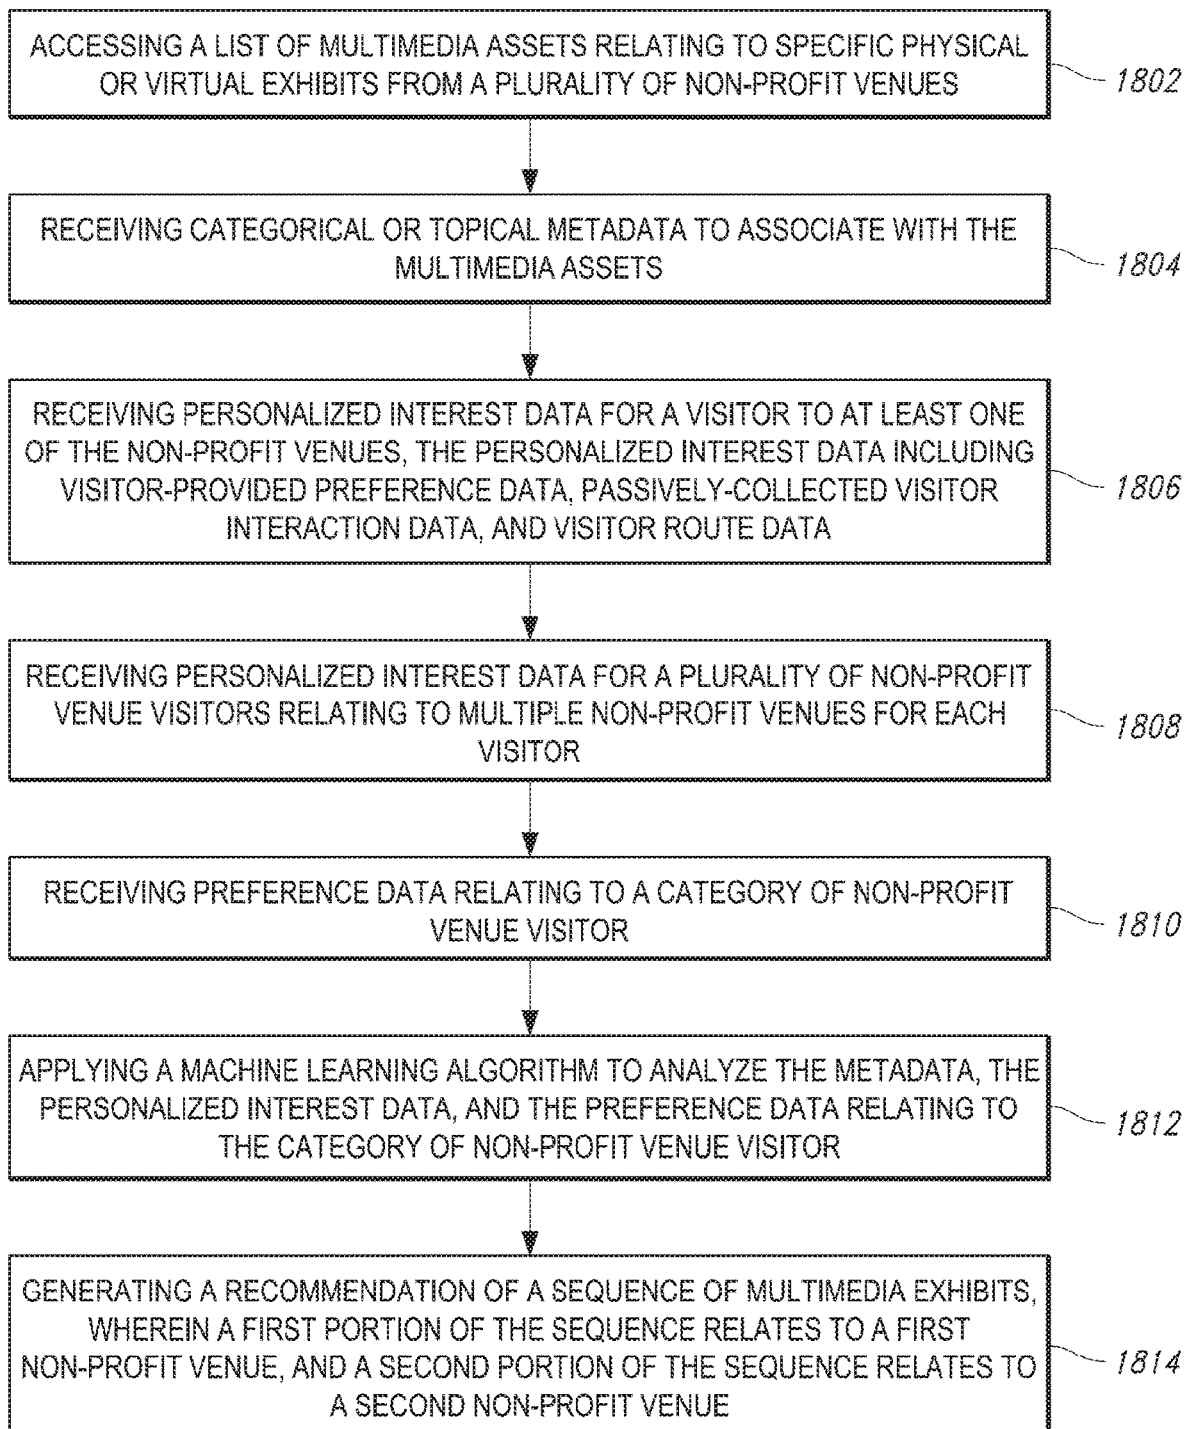 ACCESSING A LIST OF MULTIMEDIA ASSETS RELATING TO SPECIFIC PHYSICAL
OR VIRTUAL EXHIBITS FROM A PLURALITY OF NON-PROFIT VENUES
1802
RECEIVING CATEGORICAL OR TOPICAL METADATA TO ASSOCIATE WITH THE
MULTIMEDIA ASSETS
1804
RECEIVING PERSONALIZED INTEREST DATA FOR A VISITOR TO AT LEAST ONE
OF THE NON-PROFIT VENUES, THE PERSONALIZED INTEREST DATA INCLUDING
VISITOR-PROVIDED PREFERENCE DATA, PASSIVELY-COLLECTED VISITOR
INTERACTION DATA, AND VISITOR ROUTE DATA
1806
RECEIVING PERSONALIZED INTEREST DATA FOR A PLURALITY OF NON-PROFIT
VENUE VISITORS RELATING TO MULTIPLE NON-PROFIT VENUES FOR EACH
VISITOR
1808
RECEIVING PREFERENCE DATA RELATING TO A CATEGORY OF NON-PROFIT
VENUE VISITOR
1810
APPLYING A MACHINE LEARNING ALGORITHM TO ANALYZE THE METADATA, THE
PERSONALIZED INTEREST DATA, AND THE PREFERENCE DATA RELATING TO
THE CATEGORY OF NON-PROFIT VENUE VISITOR
1812
GENERATING A RECOMMENDATION OF A SEQUENCE OF MULTIMEDIA EXHIBITS,
WHEREIN A FIRST PORTION OF THE SEQUENCE RELATES TO A FIRST
NON-PROFIT VENUE, AND A SECOND PORTION OF THE SEQUENCE RELATES TO
A SECOND NON-PROFIT VENUE
1814